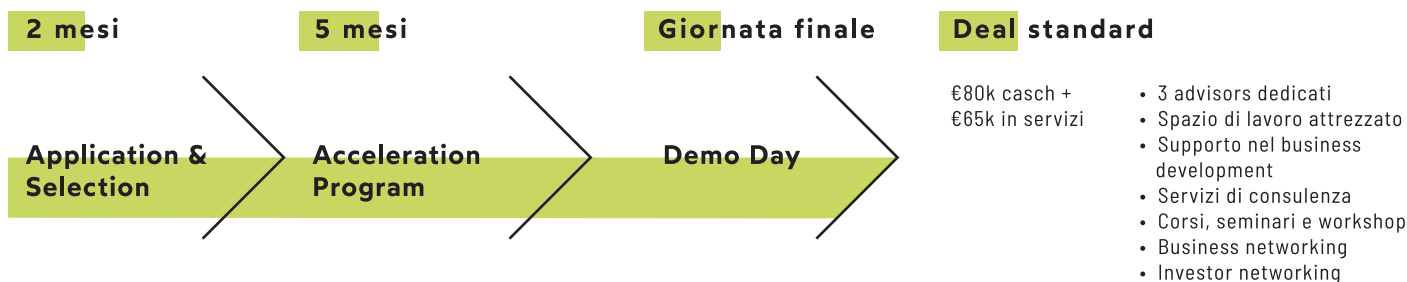 2 mesi
5 mesi
Giornata finale
Deal standard
Application &
Selection
Acceleration
Program
Demo Day
€80k casch +
€65k in servizi
• 3 advisors dedicati
• Spazio di lavoro attrezzato
• Supporto nel business
development
• Servizi di consulenza
• Corsi, seminari e workshop
• Business networking
• Investor networking